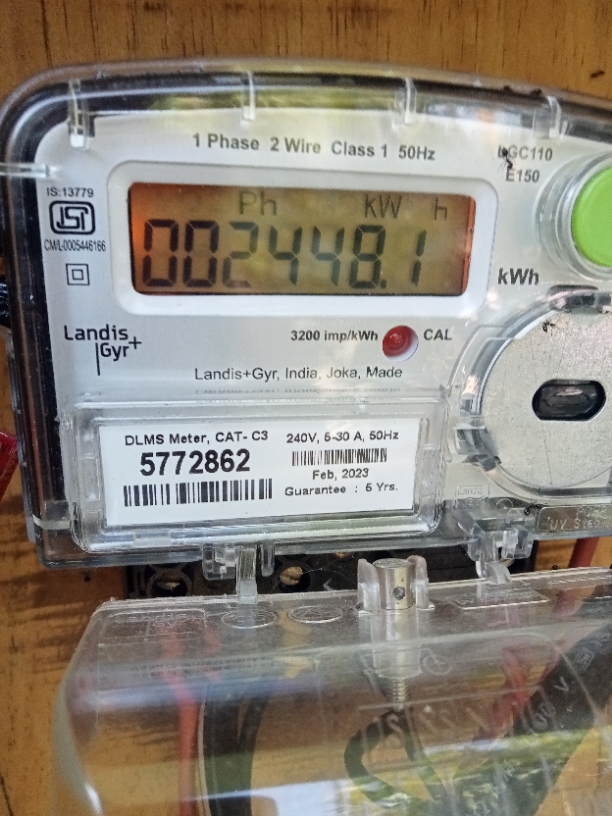 1 Phase 2 Wire Class 1 50Hz
LGC110
E150
IS:13779
ISI
CM/L-0005446166
Ph kW h
002448.1
kWh
Landis
Gyr+
3200 imp/kWh CAL
Landis+Gyr, India, Joka, Made
DLMS Meter, CAT- C3 240V, 5-30 A, 50Hz
5772862
Feb, 2023
Guarantee : 5 Yrs.